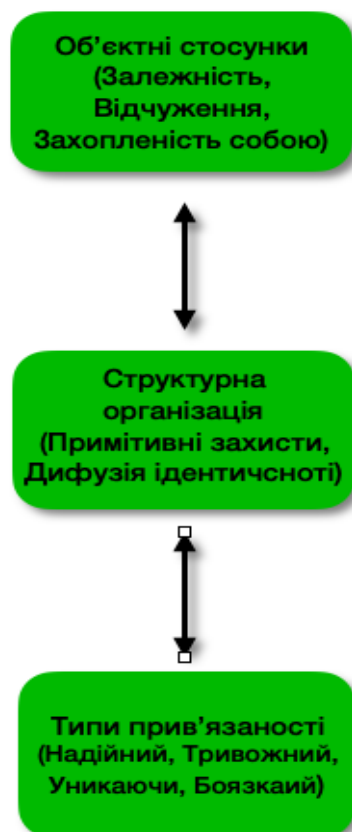 Об’єктні стосунки
(Залежність,
Відчуження,
Захопленість собою)
Структурна
організація
(Примітивні захисти,
Дифузія ідентичсноті)
Типи прив’язаності
(Надійний, Тривожний,
Уникаючи, Боязкаий)